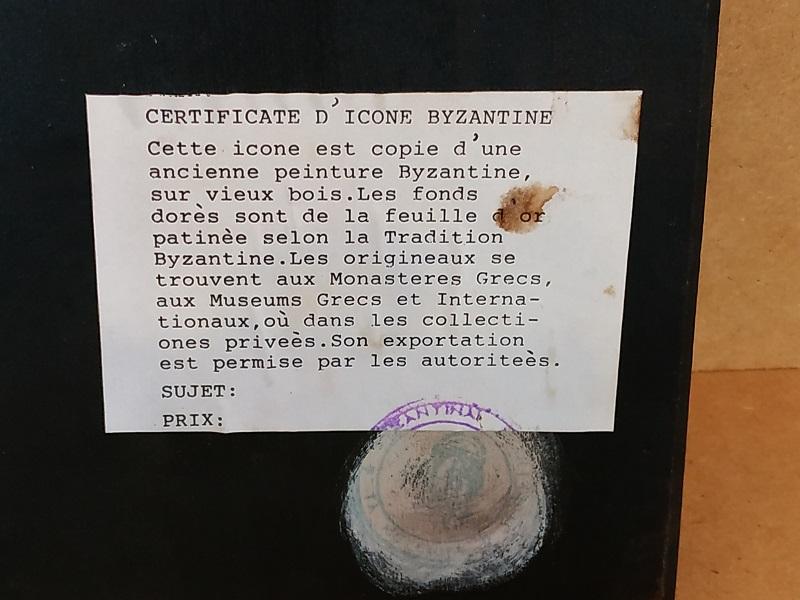 CERTIFICATE D'ICONE BYZANTINE
Cette icone est copie d'une
ancienne peinture Byzantine,
sur vieux bois.Les fonds
dorès sont de la feuille d'or
patinèe selon la Tradition
Byzantine.Les origineaux se
trouvent aux Monasteres Grecs,
aux Museums Grecs et Interna-
tionaux,où dans les collecti-
ones priveès.Son exportation
est permise par les autoriteès.
SUJET:
PRIX: